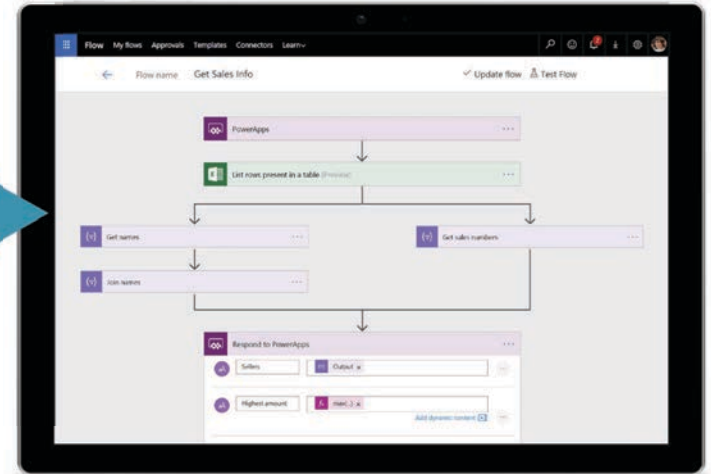 Flow My flows Approvals Templates Connectors Learn
Flow name Get Sales Info Update flow Test Flow
PowerApps
List rows present in a table (Preview)
Get names Get sales numbers
Join names
Respond to PowerApps
Sellers Output x
Highest amount max(..) x
Add dynamic content